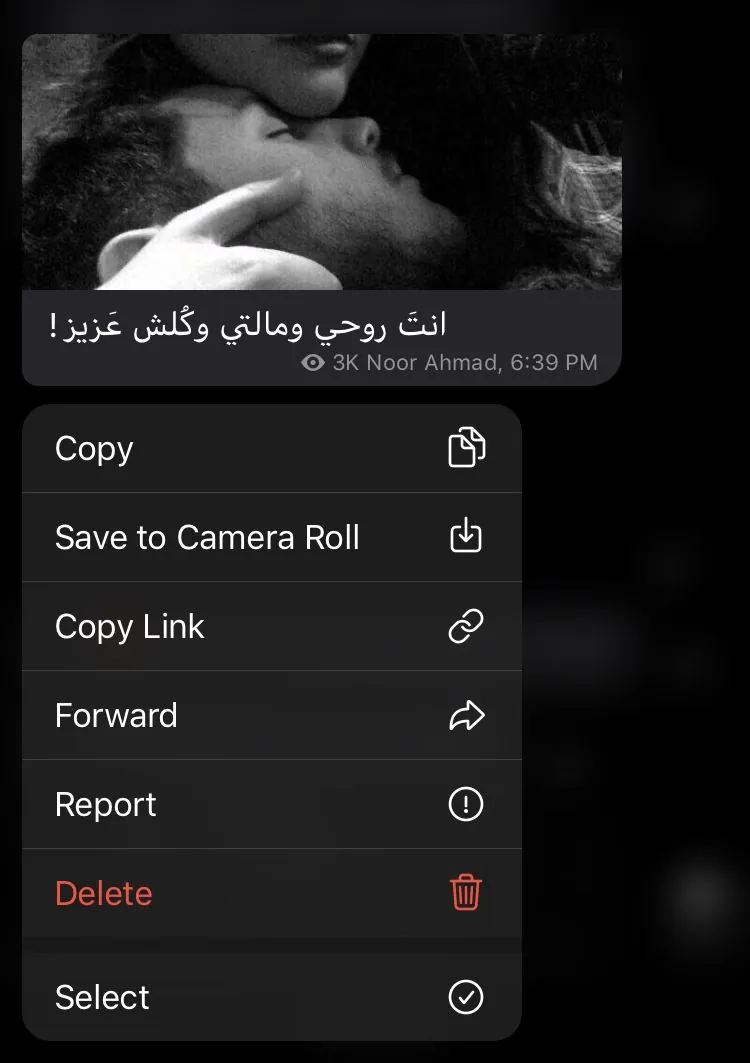 انتَ روحي ومالتي وكُلش عَزيز !
3K Noor Ahmad, 6:39 PM
Copy
Save to Camera Roll
Copy Link
Forward
Report
Delete
Select